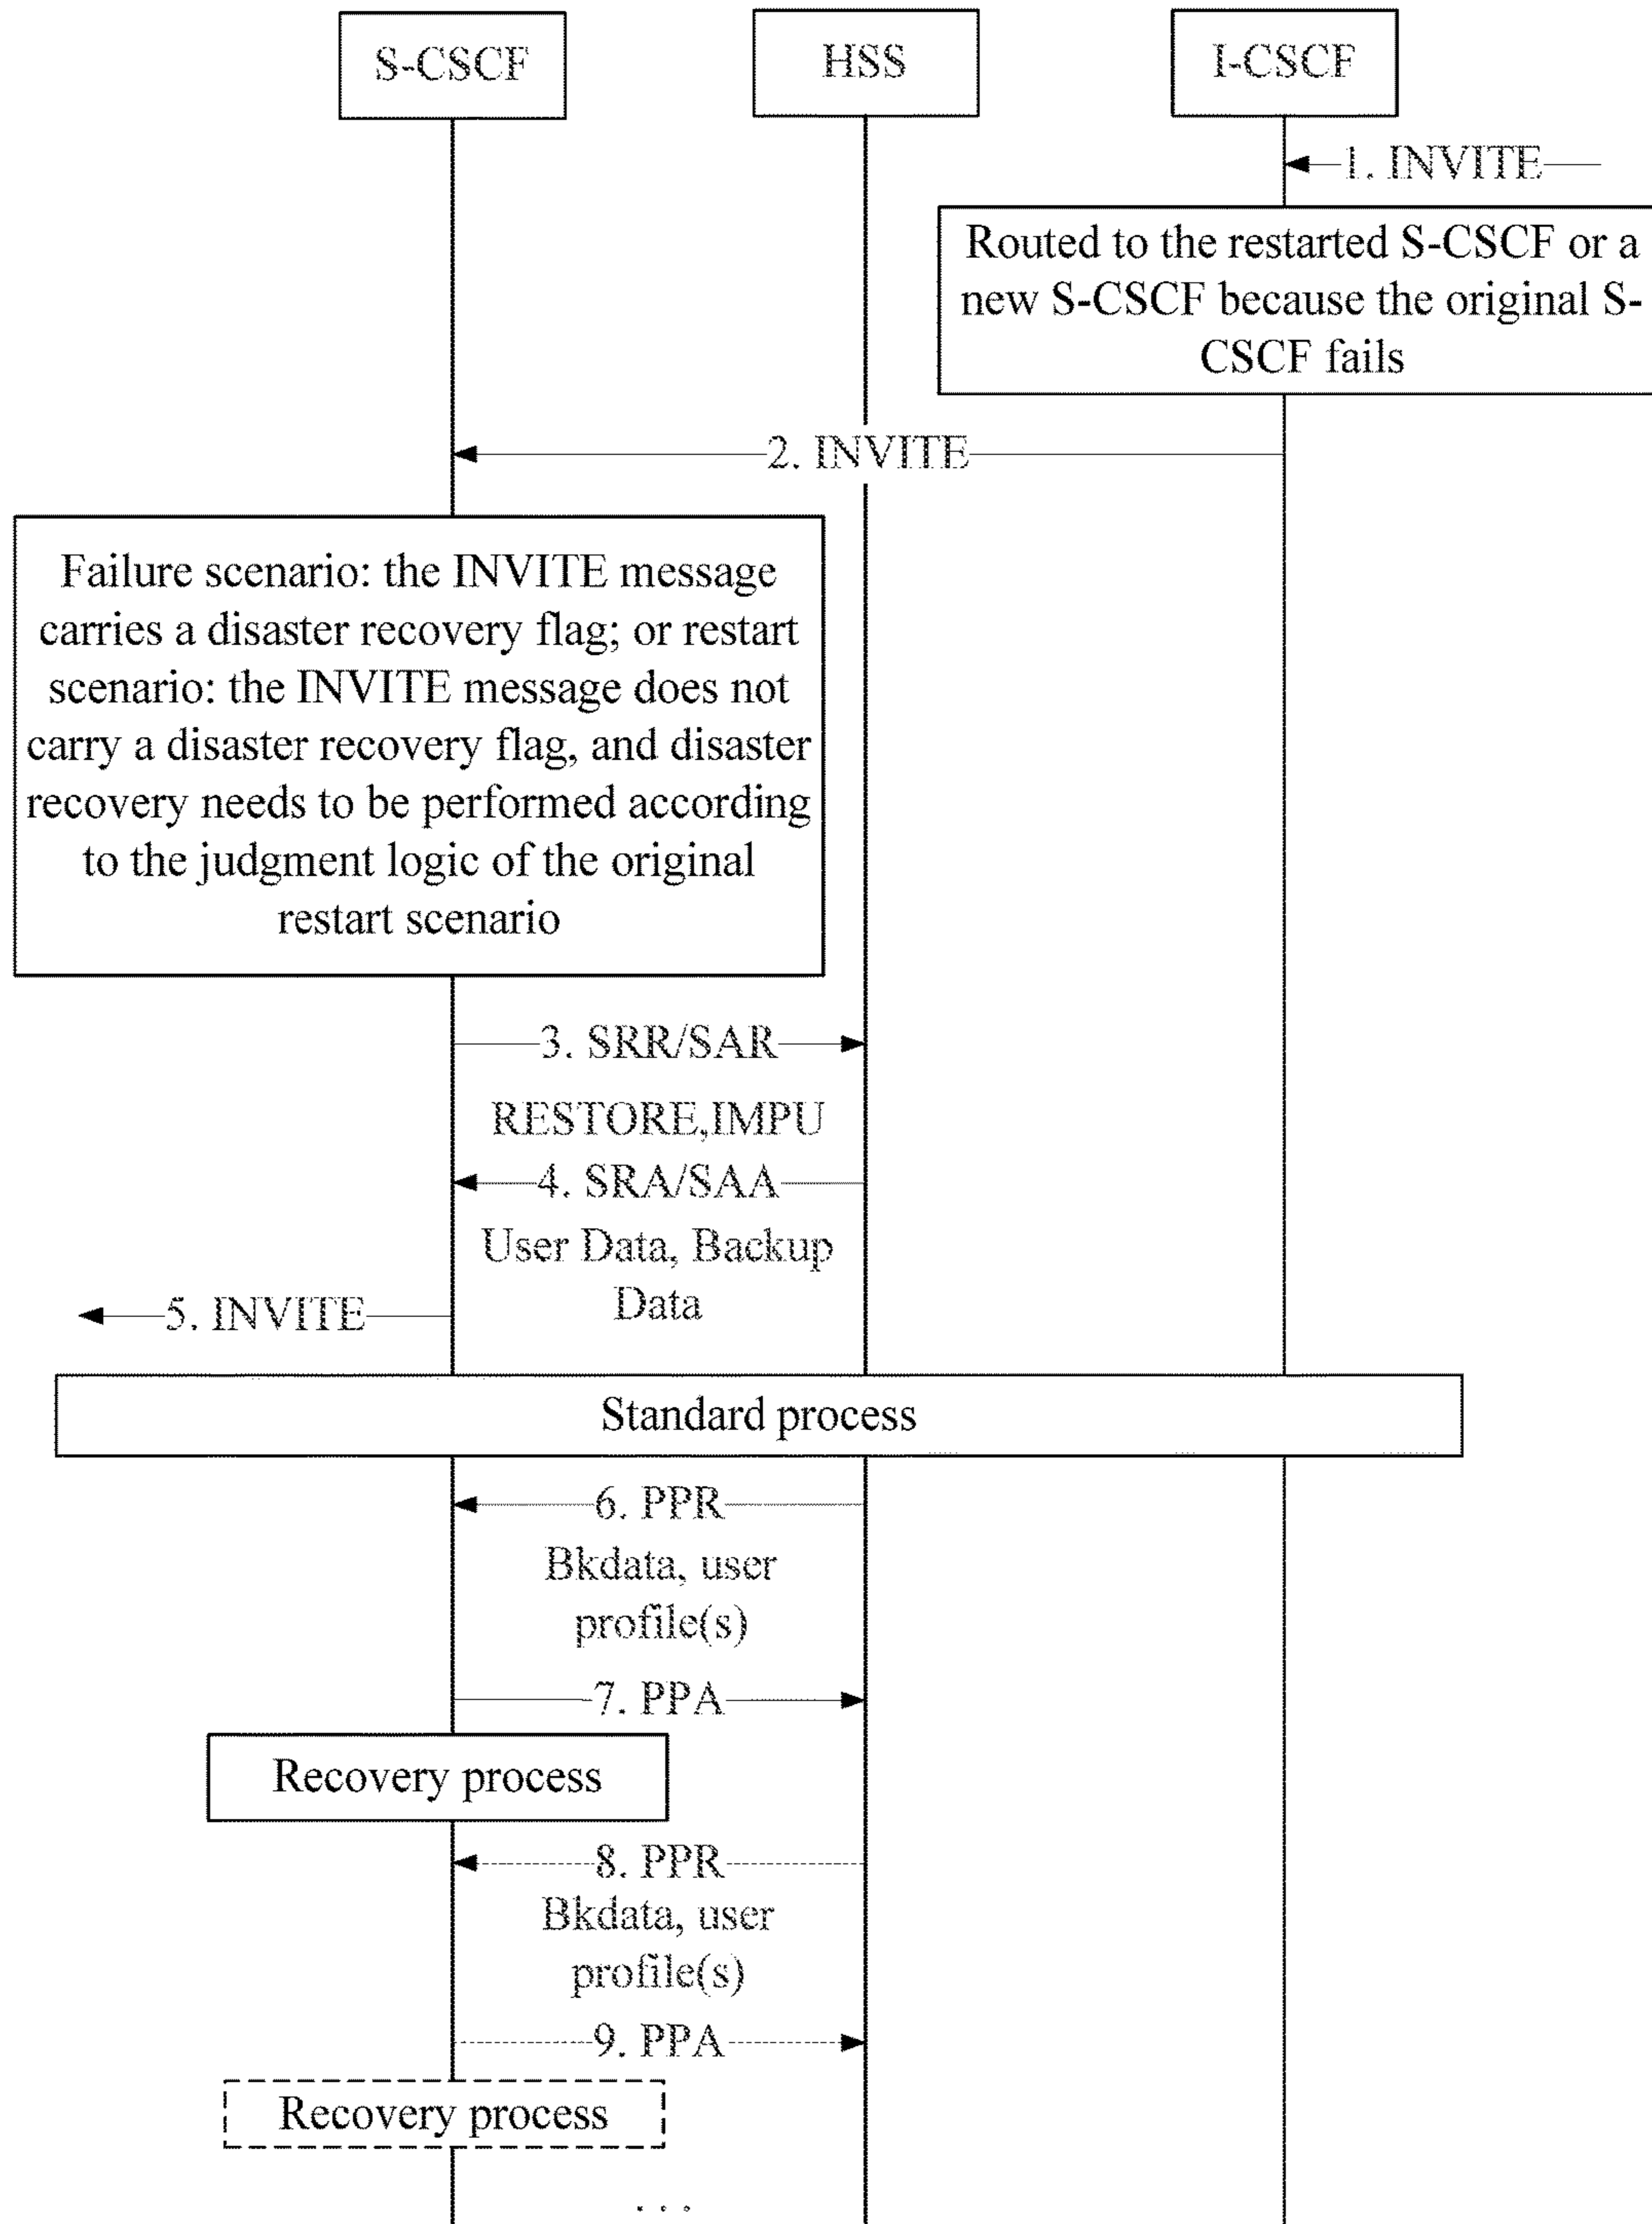 S-CSCF
HSS
I-CSCF
1. INVITE
Routed to the restarted S-CSCF or a
new S-CSCF because the original S-
CSCF fails
2. INVITE
Failure scenario: the INVITE message
carries a disaster recovery flag; or restart
scenario: the INVITE message does not
carry a disaster recovery flag, and disaster
recovery needs to be performed according
to the judgment logic of the original
restart scenario
3. SRR/SAR
RESTORE,IMPU
4. SRA/SAA
User Data, Backup
Data
5. INVITE
Standard process
6. PPR
Bkdata, user
profile(s)
7. PPA
Recovery process
8. PPR
Bkdata, user
profile(s)
9. PPA
Recovery process
. . .